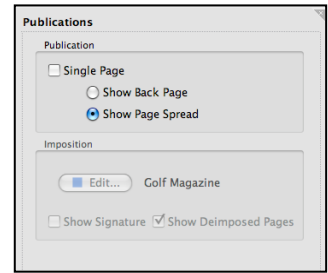 Publications
Publication
Single Page
Show Back Page
Show Page Spread
Imposition
Edit... Golf Magazine
Show Signature Show Deimposed Pages